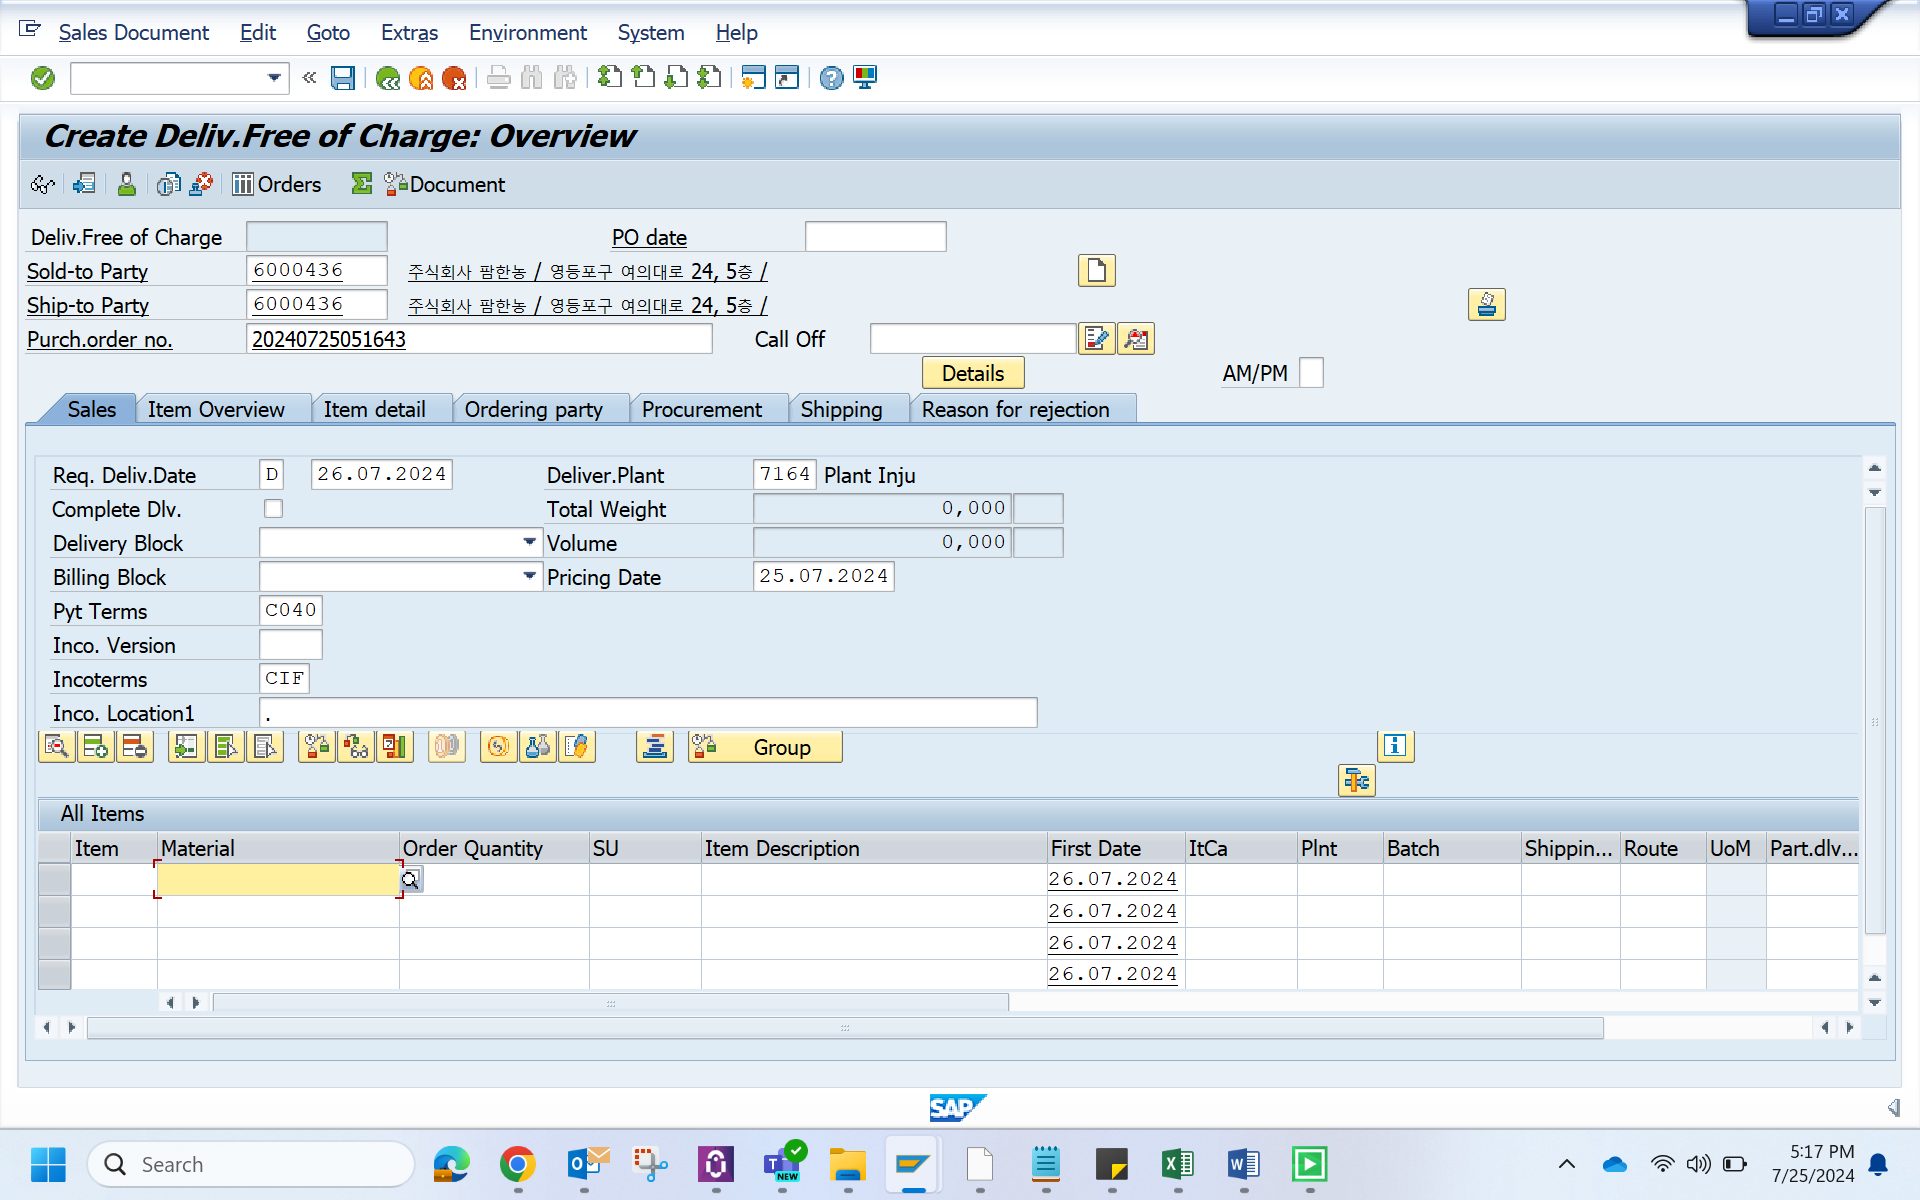 Sales Document Edit Goto Extras Environment System Help
Create Deliv.Free of Charge: Overview
Orders Document
Deliv.Free of Charge PO date
Sold-to Party 6000436 주식회사 팜한농 / 영등포구 여의대로 24, 5층 /
Ship-to Party 6000436 주식회사 팜한농 / 영등포구 여의대로 24, 5층 /
Purch.order no. 20240725051643 Call Off
Details AM/PM
Sales Item Overview Item detail Ordering party Procurement Shipping Reason for rejection
Req. Deliv.Date D 26.07.2024 Deliver.Plant 7164 Plant Inju
Complete Dlv. Total Weight 0,000
Delivery Block Volume 0,000
Billing Block Pricing Date 25.07.2024
Pyt Terms C040
Inco. Version
Incoterms CIF
Inco. Location1 .
Group
All Items
Item Material Order Quantity SU Item Description First Date ItCa Plnt Batch Shippin... Route UoM Part.dlv...
26.07.2024
26.07.2024
26.07.2024
26.07.2024
SAP
Search NEW 5:17 PM
7/25/2024